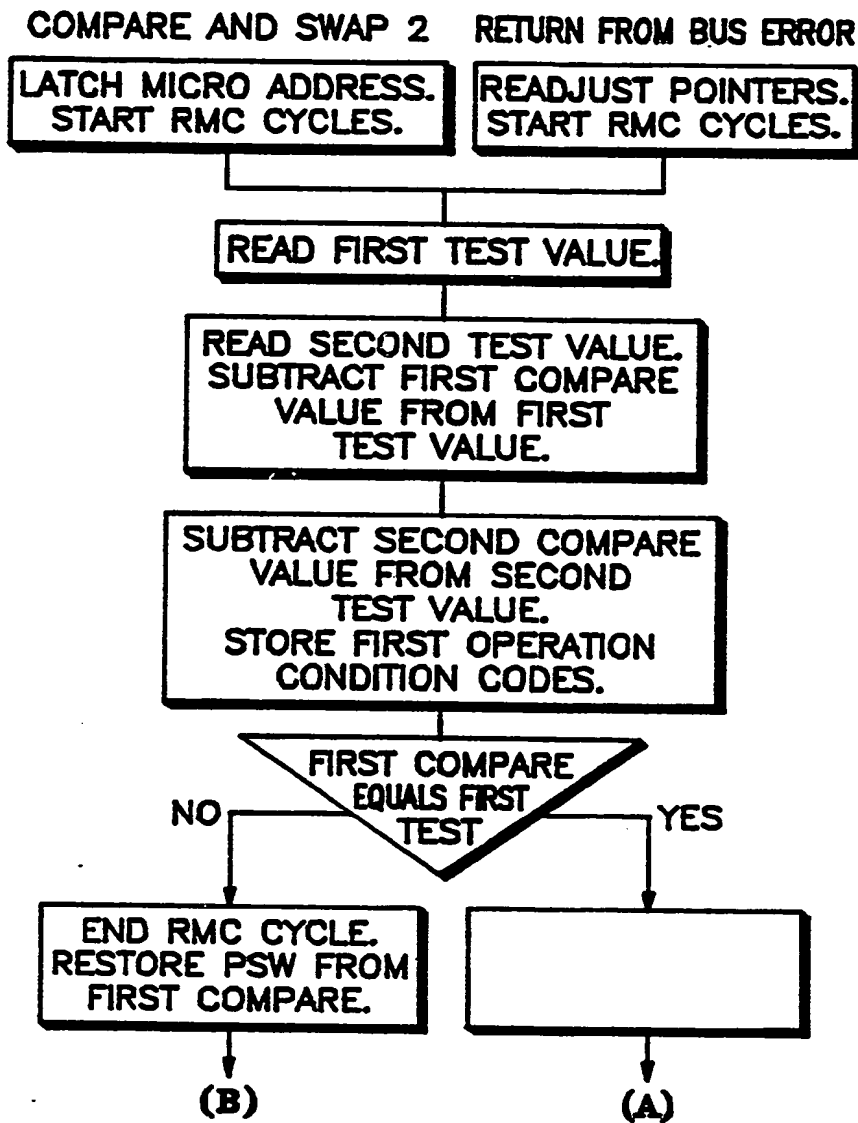 COMPARE AND SWAP 2
RETURN FROM BUS ERROR
LATCH MICRO ADDRESS.
START RMC CYCLES.
READJUST POINTERS.
START RMC CYCLES.
READ FIRST TEST VALUE.
READ SECOND TEST VALUE.
SUBTRACT FIRST COMPARE
VALUE FROM FIRST
TEST VALUE.
SUBTRACT SECOND COMPARE
VALUE FROM SECOND
TEST VALUE.
STORE FIRST OPERATION
CONDITION CODES.
FIRST COMPARE
EQUALS FIRST
TEST
NO
YES
END RMC CYCLE.
RESTORE PSW FROM
FIRST COMPARE.
(B)
(A)